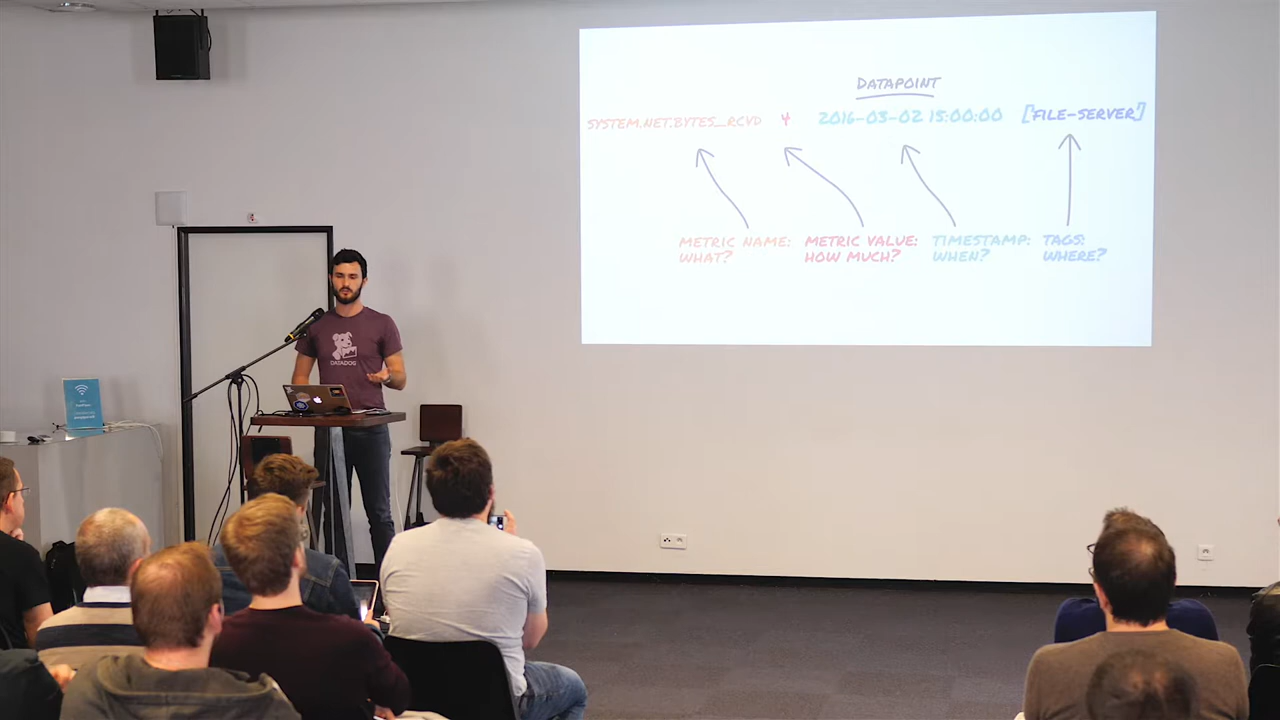 DATAPOINT
SYSTEM.NET.BYTES_RCVD 4 2016-03-02 15:00:00 ['FILE-SERVER']
METRIC NAME: WHAT?
METRIC VALUE: HOW MUCH?
TIMESTAMP: WHEN?
TAGS: WHERE?
DATADOG